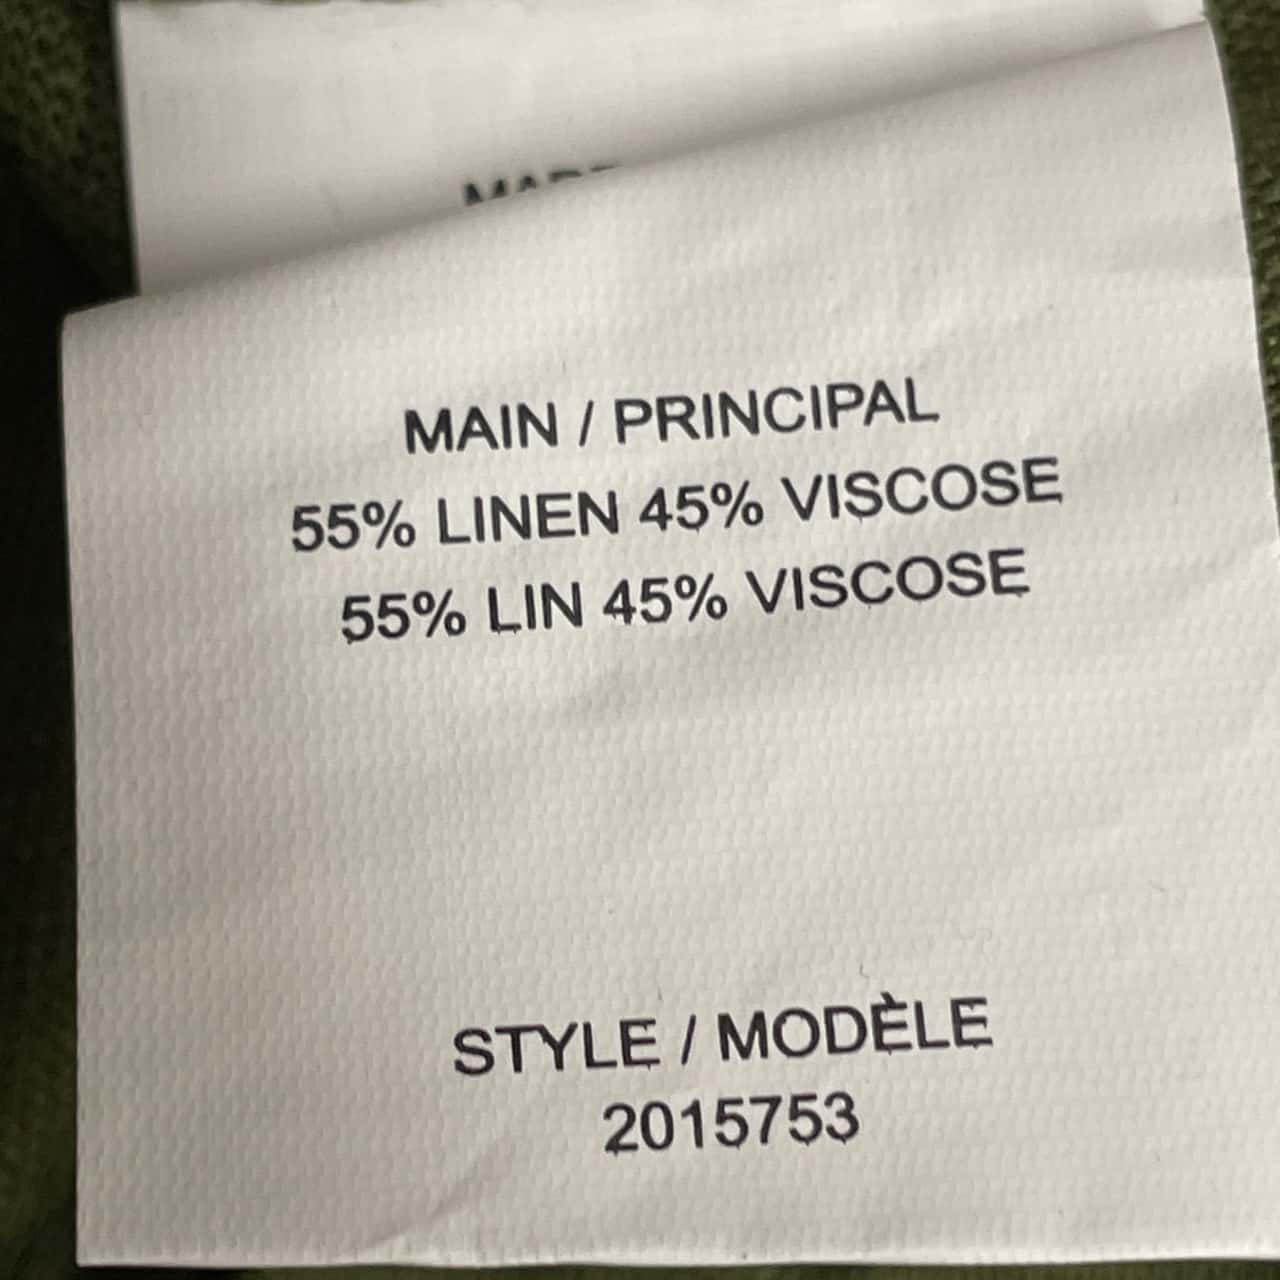 MAIN / PRINCIPAL
55% LINEN 45% VISCOSE
55% LIN 45% VISCOSE
STYLE / MODÈLE
2015753